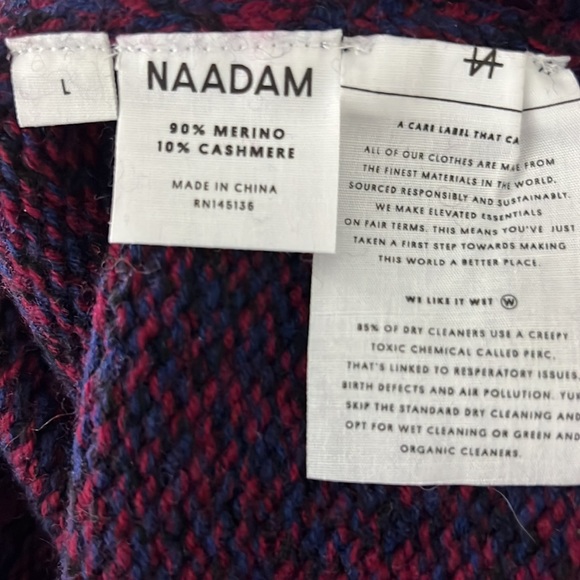 L
NAADAM
90% MERINO
10% CASHMERE
MADE IN CHINA
RN145136
A CARE LABEL THAT CA
ALL OF OUR CLOTHES ARE MADE FROM
THE FINEST MATERIALS IN THE WORLD,
SOURCED RESPONSIBLY AND SUSTAINABLY.
WE MAKE ELEVATED ESSENTIALS
ON FAIR TERMS. THIS MEANS YOU'VE JUST
TAKEN A FIRST STEP TOWARDS MAKING
THIS WORLD A BETTER PLACE.
WE LIKE IT WET W
85% OF DRY CLEANERS USE A CREEPY
TOXIC CHEMICAL CALLED PERC,
THAT'S LINKED TO RESPERATORY ISSUES,
BIRTH DEFECTS AND AIR POLLUTION. YUK
SKIP THE STANDARD DRY CLEANING AND
OPT FOR WET CLEANING OR GREEN AND
ORGANIC CLEANERS.